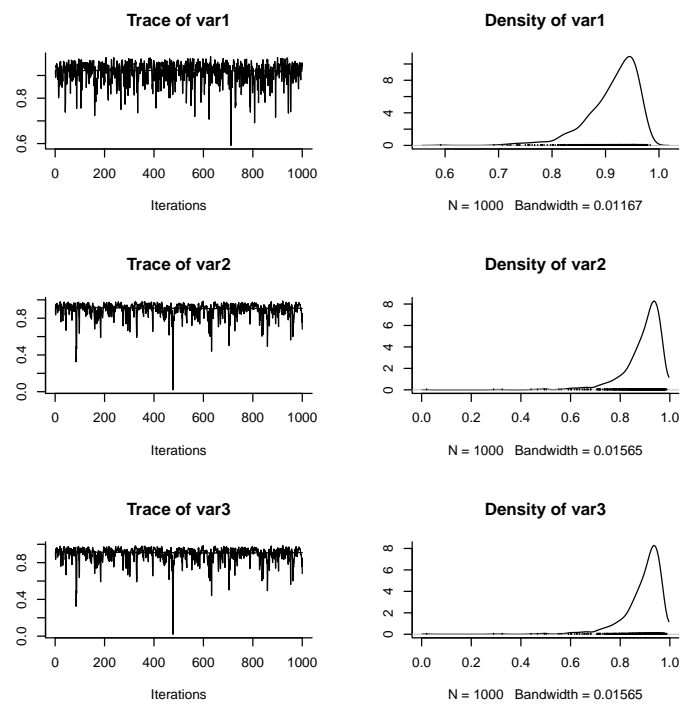 Trace of var1
0.6 0.8
0 200 400 600 800 1000
Iterations
Density of var1
0 4 8
0.6 0.7 0.8 0.9 1.0
N = 1000 Bandwidth = 0.01167
Trace of var2
0.0 0.4 0.8
0 200 400 600 800 1000
Iterations
Density of var2
0 2 4 6 8
0.0 0.2 0.4 0.6 0.8 1.0
N = 1000 Bandwidth = 0.01565
Trace of var3
0.0 0.4 0.8
0 200 400 600 800 1000
Iterations
Density of var3
0 2 4 6 8
0.0 0.2 0.4 0.6 0.8 1.0
N = 1000 Bandwidth = 0.01565